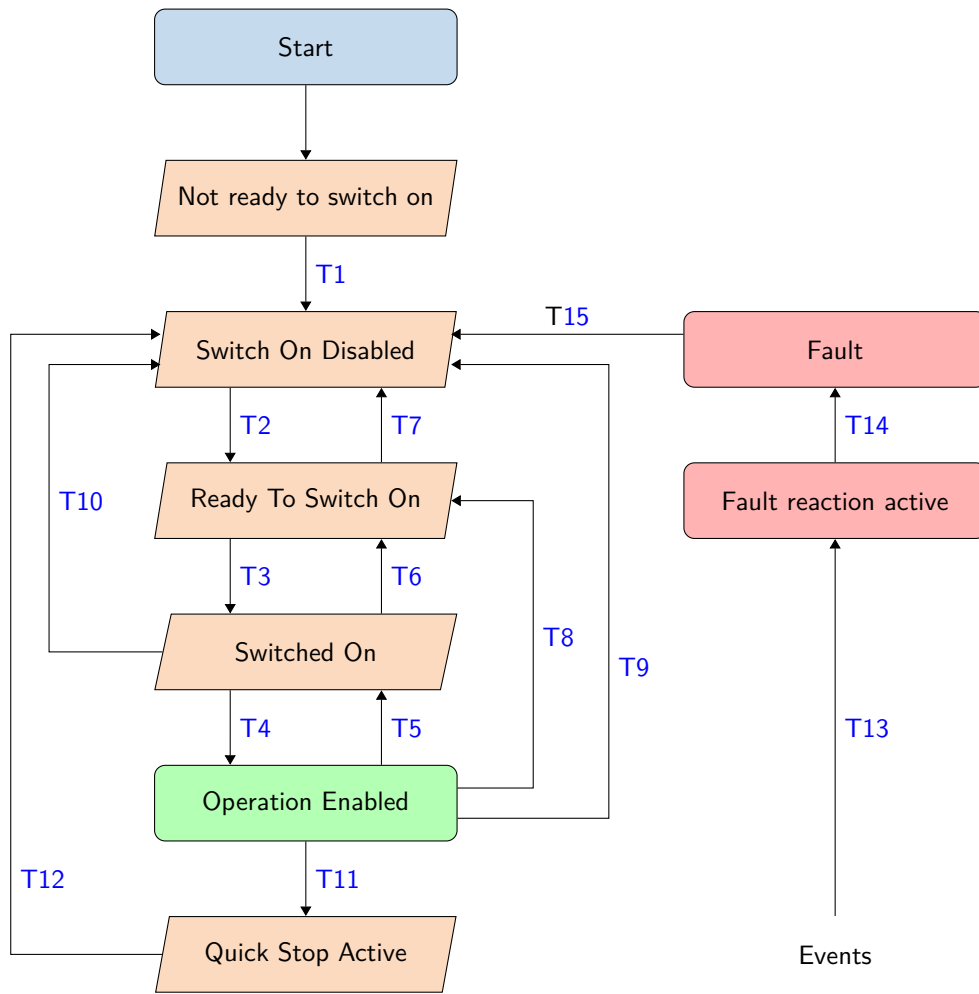 Start
Not ready to switch on
T1
Switch On Disabled
T15
Fault
T2
T7
T14
T10
Ready To Switch On
Fault reaction active
T3
T6
T8
Switched On
T9
T4
T5
T13
Operation Enabled
T12
T11
Quick Stop Active
Events